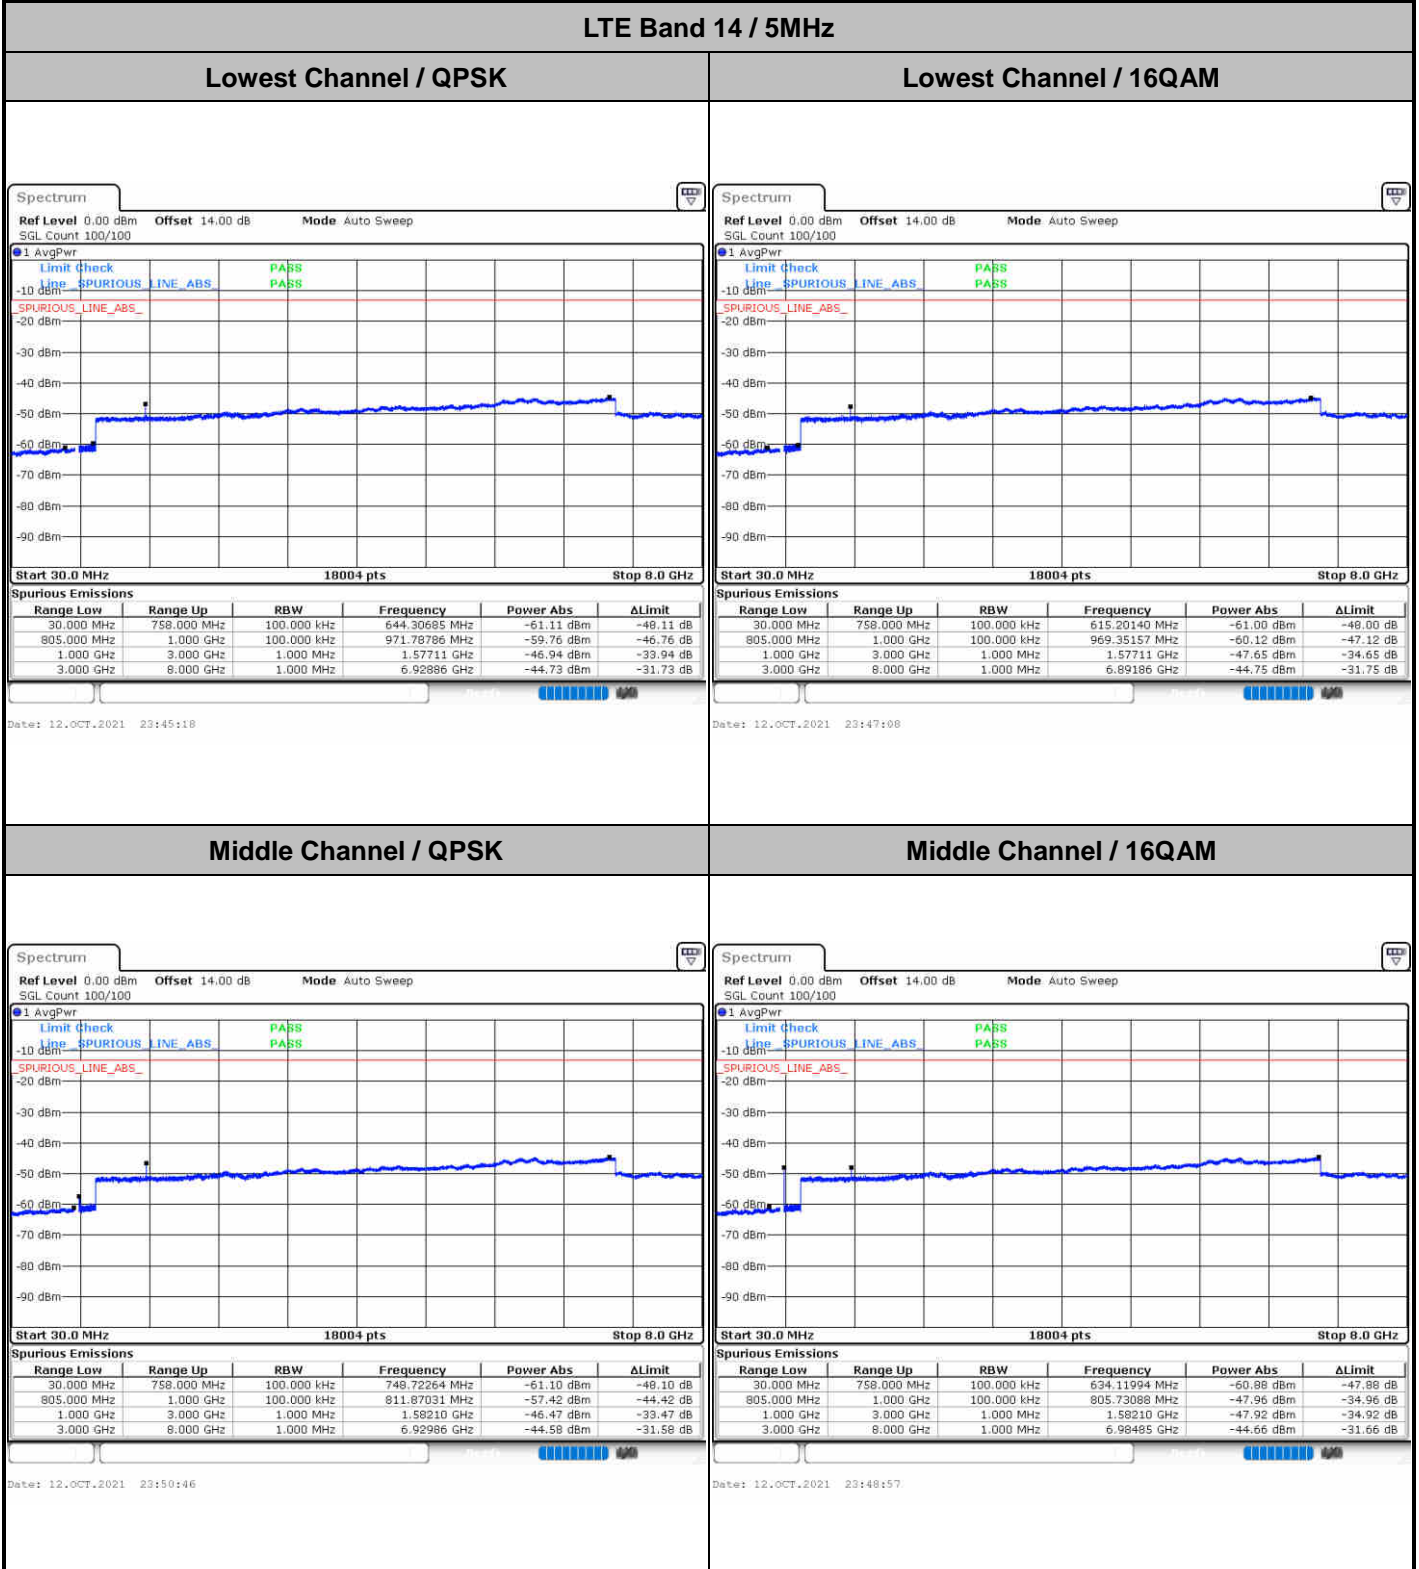 LTE Band 14 / 5MHz
Lowest Channel / QPSK
Lowest Channel / 16QAM
Spectrum
Ref Level 0.00 dBm Offset 14.00 dB Mode Auto Sweep
SGL Count 100/100
1 AvgPwr
Limit Check PASS
Line _SPURIOUS_LINE_ABS_ PASS
-10 dBm
_SPURIOUS_LINE_ABS_
-20 dBm
-30 dBm
-40 dBm
-50 dBm
-60 dBm
-70 dBm
-80 dBm
-90 dBm
Start 30.0 MHz 18004 pts Stop 8.0 GHz
Spurious Emissions
Range Low Range Up RBW Frequency Power Abs ΔLimit
30.000 MHz 758.000 MHz 100.000 kHz 644.30685 MHz -61.11 dBm -48.11 dB
805.000 MHz 1.000 GHz 100.000 kHz 971.78786 MHz -59.76 dBm -46.76 dB
1.000 GHz 3.000 GHz 1.000 MHz 1.57711 GHz -46.94 dBm -33.94 dB
3.000 GHz 8.000 GHz 1.000 MHz 6.92886 GHz -44.73 dBm -31.73 dB
Date: 12.OCT.2021 23:45:18
Spectrum
Ref Level 0.00 dBm Offset 14.00 dB Mode Auto Sweep
SGL Count 100/100
1 AvgPwr
Limit Check PASS
Line _SPURIOUS_LINE_ABS_ PASS
-10 dBm
_SPURIOUS_LINE_ABS_
-20 dBm
-30 dBm
-40 dBm
-50 dBm
-60 dBm
-70 dBm
-80 dBm
-90 dBm
Start 30.0 MHz 18004 pts Stop 8.0 GHz
Spurious Emissions
Range Low Range Up RBW Frequency Power Abs ΔLimit
30.000 MHz 758.000 MHz 100.000 kHz 615.20140 MHz -61.00 dBm -48.00 dB
805.000 MHz 1.000 GHz 100.000 kHz 969.35157 MHz -60.12 dBm -47.12 dB
1.000 GHz 3.000 GHz 1.000 MHz 1.57711 GHz -47.65 dBm -34.65 dB
3.000 GHz 8.000 GHz 1.000 MHz 6.89186 GHz -44.75 dBm -31.75 dB
Date: 12.OCT.2021 23:47:08
Middle Channel / QPSK
Middle Channel / 16QAM
Spectrum
Ref Level 0.00 dBm Offset 14.00 dB Mode Auto Sweep
SGL Count 100/100
1 AvgPwr
Limit Check PASS
Line _SPURIOUS_LINE_ABS_ PASS
-10 dBm
_SPURIOUS_LINE_ABS_
-20 dBm
-30 dBm
-40 dBm
-50 dBm
-60 dBm
-70 dBm
-80 dBm
-90 dBm
Start 30.0 MHz 18004 pts Stop 8.0 GHz
Spurious Emissions
Range Low Range Up RBW Frequency Power Abs ΔLimit
30.000 MHz 758.000 MHz 100.000 kHz 748.72264 MHz -61.10 dBm -48.10 dB
805.000 MHz 1.000 GHz 100.000 kHz 811.87031 MHz -57.42 dBm -44.42 dB
1.000 GHz 3.000 GHz 1.000 MHz 1.58210 GHz -46.47 dBm -33.47 dB
3.000 GHz 8.000 GHz 1.000 MHz 6.92986 GHz -44.58 dBm -31.58 dB
Date: 12.OCT.2021 23:50:46
Spectrum
Ref Level 0.00 dBm Offset 14.00 dB Mode Auto Sweep
SGL Count 100/100
1 AvgPwr
Limit Check PASS
Line _SPURIOUS_LINE_ABS_ PASS
-10 dBm
_SPURIOUS_LINE_ABS_
-20 dBm
-30 dBm
-40 dBm
-50 dBm
-60 dBm
-70 dBm
-80 dBm
-90 dBm
Start 30.0 MHz 18004 pts Stop 8.0 GHz
Spurious Emissions
Range Low Range Up RBW Frequency Power Abs ΔLimit
30.000 MHz 758.000 MHz 100.000 kHz 634.11994 MHz -60.88 dBm -47.88 dB
805.000 MHz 1.000 GHz 100.000 kHz 805.73088 MHz -47.96 dBm -34.96 dB
1.000 GHz 3.000 GHz 1.000 MHz 1.58210 GHz -47.92 dBm -34.92 dB
3.000 GHz 8.000 GHz 1.000 MHz 6.98485 GHz -44.66 dBm -31.66 dB
Date: 12.OCT.2021 23:48:57